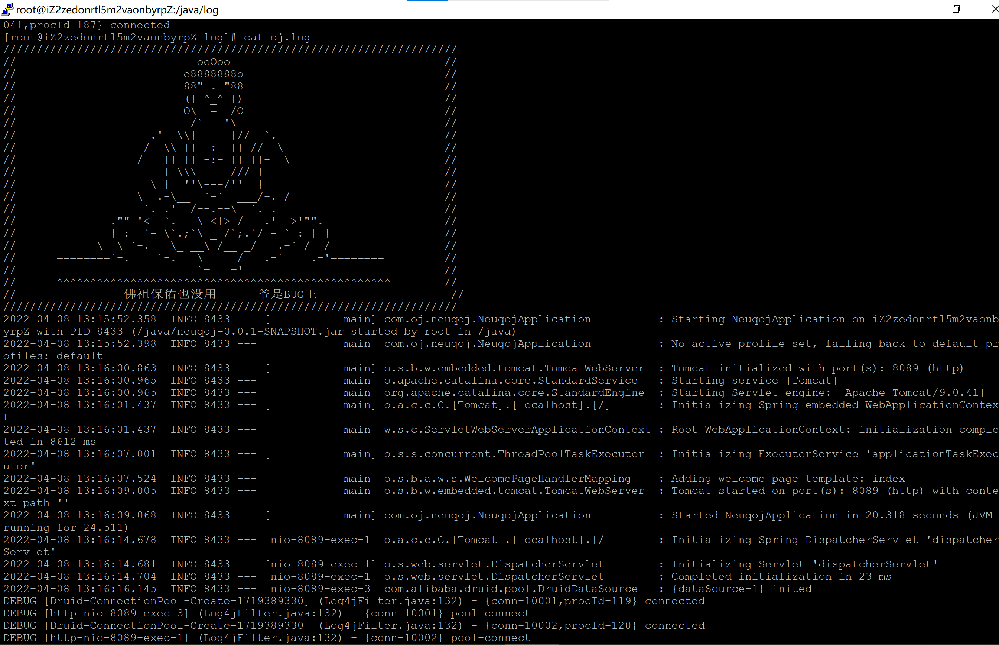 root@iZ2zedonrtl5m2vaonbyrpZ:/java/log
041,procId-187} connected
[root@iZ2zedonrtl5m2vaonbyrpZ log]# cat oj.log
////////////////////////////////////////////////////////////////////
//                          _ooOoo_                               //
//                         o8888888o                              //
//                         88" . "88                              //
//                         (| ^_^ |)                              //
//                         O\  =  /O                              //
//                      ____/`---'\____                           //
//                    .'  \\|     |//  `.                         //
//                   /  \\|||  :  |||//  \                        //
//                  /  _||||| -:- |||||-  \                       //
//                  |   | \\\  -  /// |   |                       //
//                  | \_|  ''\---/''  |   |                       //
//                  \  .-\__  `-`  ___/-. /                       //
//                ___`. .'  /--.--\  `. . ___                     //
//              ."" '<  `.___\_<|>_/___.'  >'"".                  //
//            | | :  `- \`.;`\ _ /`;.`/ - ` : | |                 //
//            \  \ `-.   \_ __\ /__ _/   .-` /  /                 //
//      ========`-.____`-.___\_____/___.-`____.-'========         //
//                           `=---='                              //
//      ^^^^^^^^^^^^^^^^^^^^^^^^^^^^^^^^^^^^^^^^^^^^^^^^^^        //
//                佛祖保佑也没用      爷是BUG王                    //
////////////////////////////////////////////////////////////////////
2022-04-08 13:15:52.358  INFO 8433 --- [           main] com.oj.neuqoj.NeuqojApplication          : Starting NeuqojApplication on iZ2zedonrtl5m2vaonb
yrpZ with PID 8433 (/java/neuqoj-0.0.1-SNAPSHOT.jar started by root in /java)
2022-04-08 13:15:52.398  INFO 8433 --- [           main] com.oj.neuqoj.NeuqojApplication          : No active profile set, falling back to default pr
ofiles: default
2022-04-08 13:16:00.863  INFO 8433 --- [           main] o.s.b.w.embedded.tomcat.TomcatWebServer  : Tomcat initialized with port(s): 8089 (http)
2022-04-08 13:16:00.965  INFO 8433 --- [           main] o.apache.catalina.core.StandardService   : Starting service [Tomcat]
2022-04-08 13:16:00.965  INFO 8433 --- [           main] org.apache.catalina.core.StandardEngine  : Starting Servlet engine: [Apache Tomcat/9.0.41]
2022-04-08 13:16:01.437  INFO 8433 --- [           main] o.a.c.c.C.[Tomcat].[localhost].[/]       : Initializing Spring embedded WebApplicationContex
t
2022-04-08 13:16:01.437  INFO 8433 --- [           main] w.s.c.ServletWebServerApplicationContext : Root WebApplicationContext: initialization comple
ted in 8612 ms
2022-04-08 13:16:07.001  INFO 8433 --- [           main] o.s.s.concurrent.ThreadPoolTaskExecutor  : Initializing ExecutorService 'applicationTaskExec
utor'
2022-04-08 13:16:07.524  INFO 8433 --- [           main] o.s.b.a.w.s.WelcomePageHandlerMapping    : Adding welcome page template: index
2022-04-08 13:16:09.005  INFO 8433 --- [           main] o.s.b.w.embedded.tomcat.TomcatWebServer  : Tomcat started on port(s): 8089 (http) with conte
xt path ''
2022-04-08 13:16:09.068  INFO 8433 --- [           main] com.oj.neuqoj.NeuqojApplication          : Started NeuqojApplication in 20.318 seconds (JVM
running for 24.511)
2022-04-08 13:16:14.678  INFO 8433 --- [nio-8089-exec-1] o.a.c.c.C.[Tomcat].[localhost].[/]       : Initializing Spring DispatcherServlet 'dispatcher
Servlet'
2022-04-08 13:16:14.681  INFO 8433 --- [nio-8089-exec-1] o.s.web.servlet.DispatcherServlet        : Initializing Servlet 'dispatcherServlet'
2022-04-08 13:16:14.704  INFO 8433 --- [nio-8089-exec-1] o.s.web.servlet.DispatcherServlet        : Completed initialization in 23 ms
2022-04-08 13:16:16.145  INFO 8433 --- [nio-8089-exec-3] com.alibaba.druid.pool.DruidDataSource   : {dataSource-1} inited
DEBUG [Druid-ConnectionPool-Create-1719389330] (Log4jFilter.java:132) - {conn-10001,procId-119} connected
DEBUG [http-nio-8089-exec-3] (Log4jFilter.java:132) - {conn-10001} pool-connect
DEBUG [Druid-ConnectionPool-Create-1719389330] (Log4jFilter.java:132) - {conn-10002,procId-120} connected
DEBUG [http-nio-8089-exec-1] (Log4jFilter.java:132) - {conn-10002} pool-connect